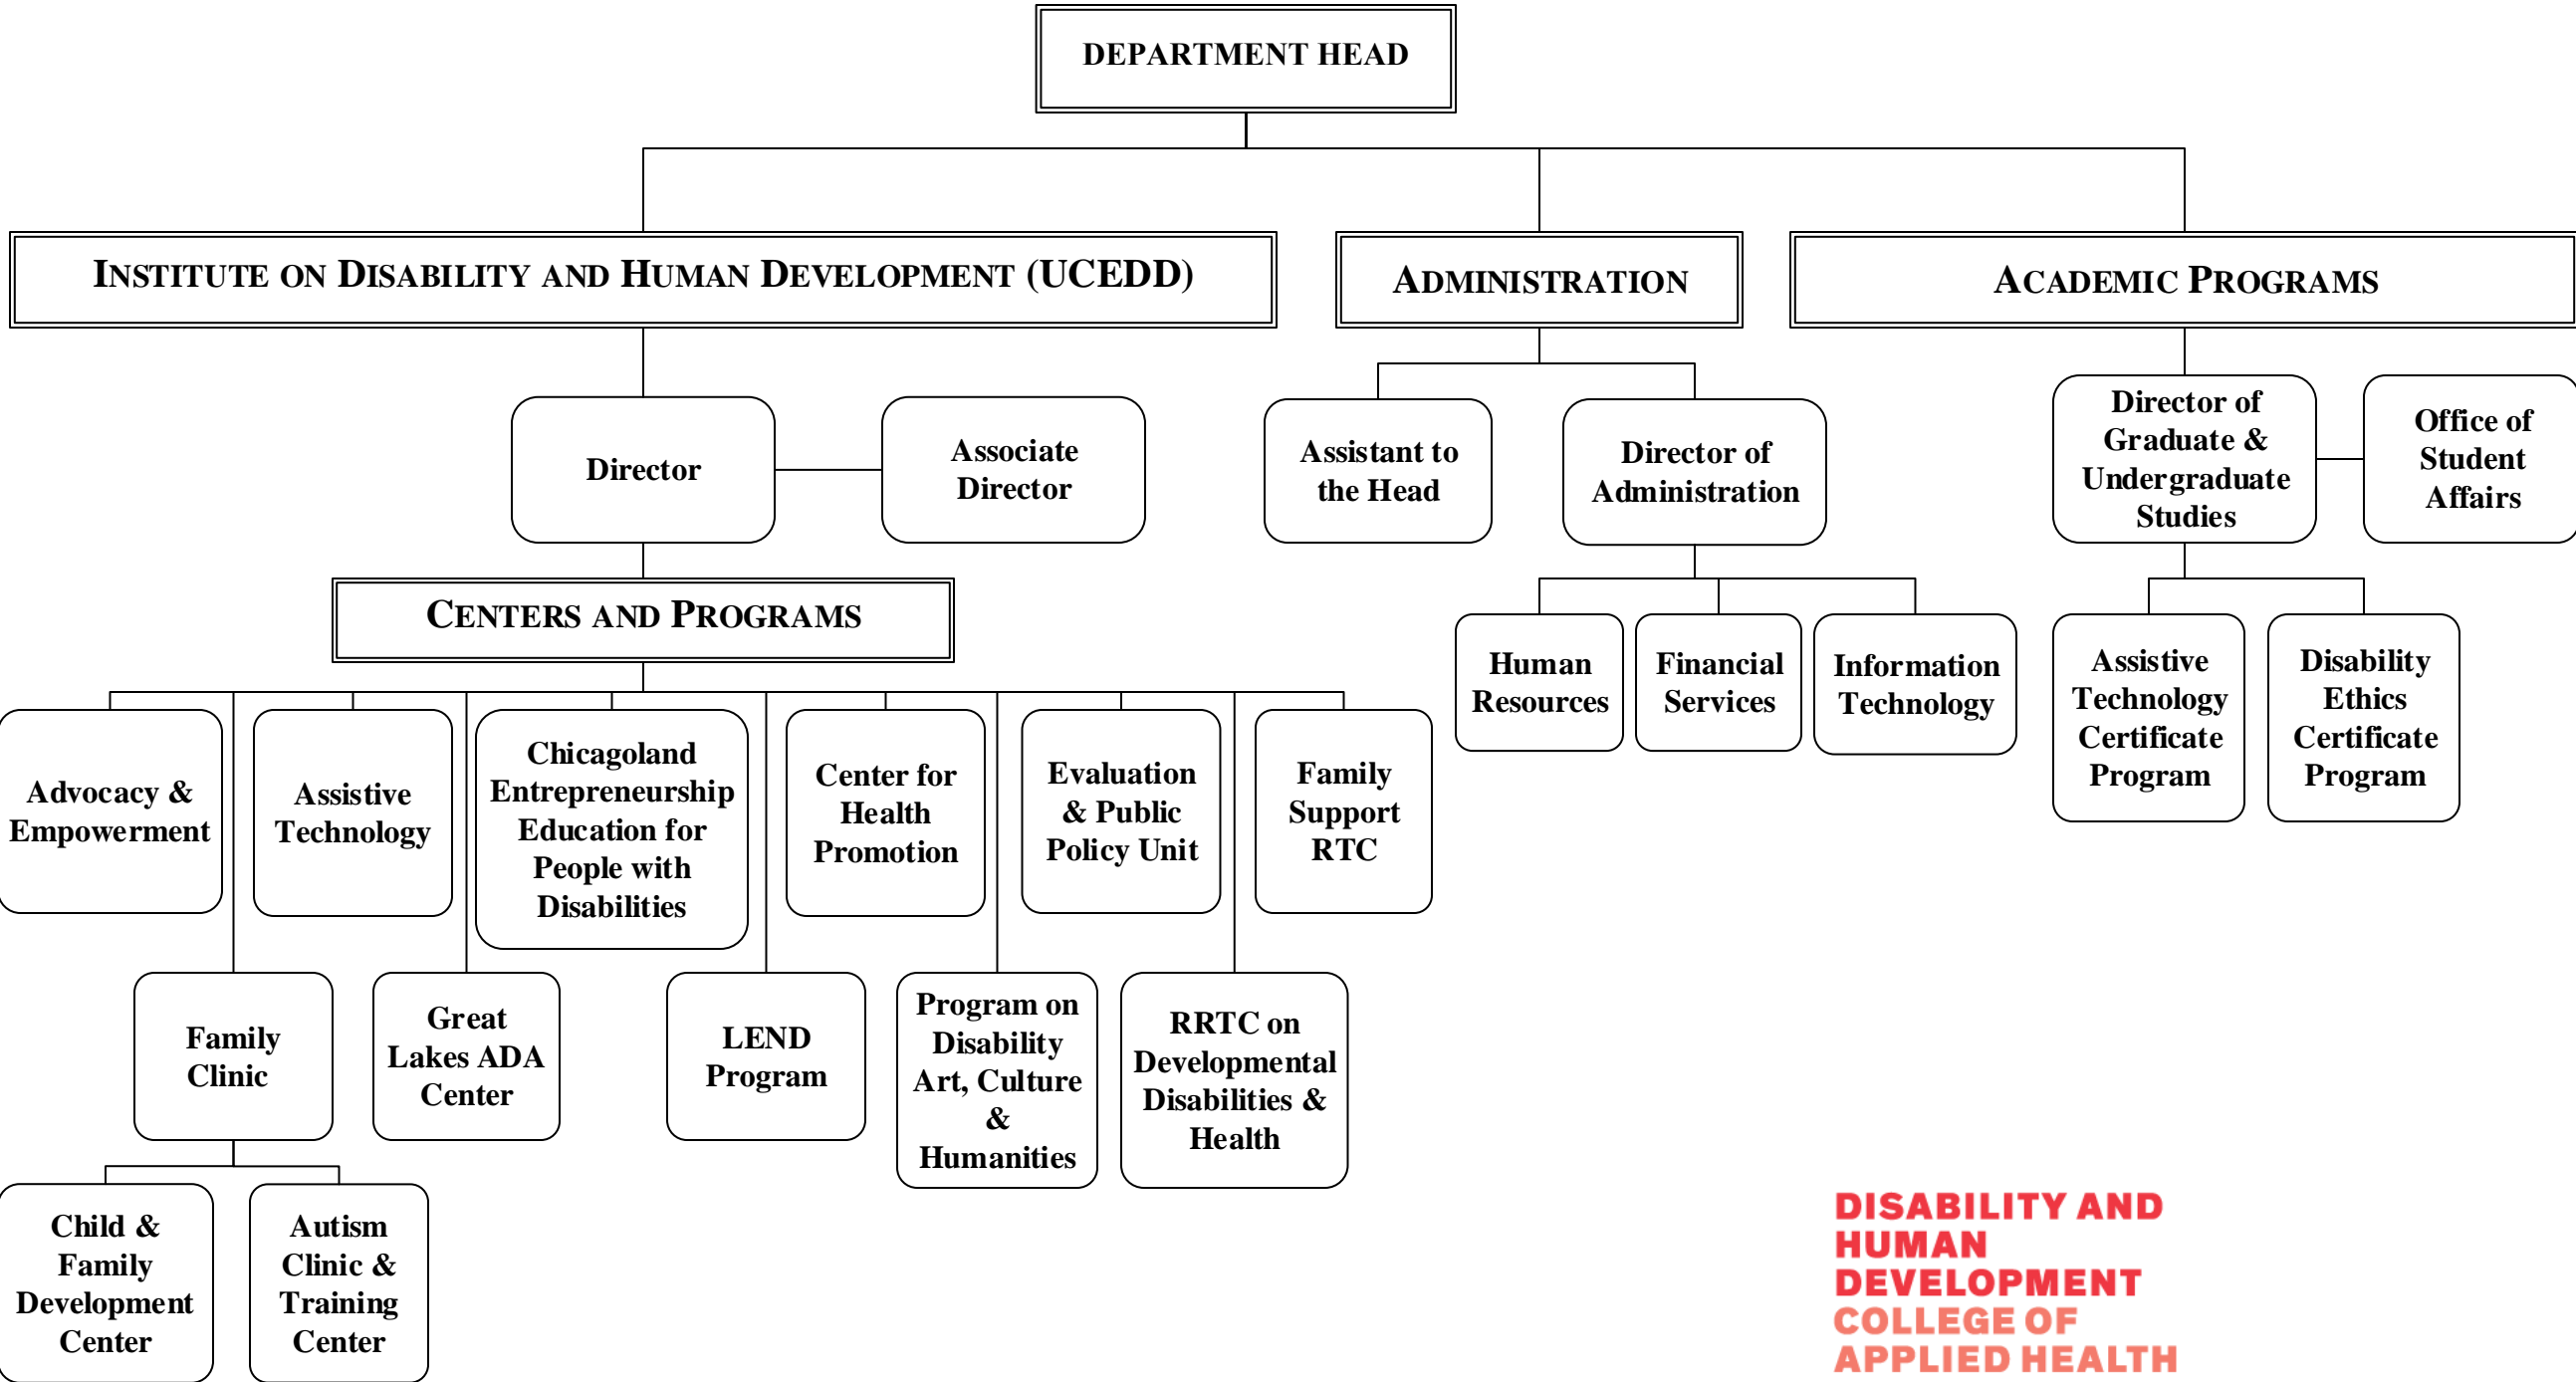 DEPARTMENT HEAD
INSTITUTE ON DISABILITY AND HUMAN DEVELOPMENT (UCEDD)
ADMINISTRATION
ACADEMIC PROGRAMS
Director
Associate
Director
Assistant to
the Head
Director of
Administration
Director of
Graduate &
Undergraduate
Studies
Office of
Student
Affairs
CENTERS AND PROGRAMS
Human
Resources
Financial
Services
Information
Technology
Assistive
Technology
Certificate
Program
Disability
Ethics
Certificate
Program
Advocacy &
Empowerment
Assistive
Technology
Chicagoland
Entrepreneurship
Education for
People with
Disabilities
Center for
Health
Promotion
Evaluation
& Public
Policy Unit
Family
Support
RTC
Family
Clinic
Great
Lakes ADA
Center
LEND
Program
Program on
Disability
Art, Culture
&
Humanities
RRTC on
Developmental
Disabilities &
Health
Child &
Family
Development
Center
Autism
Clinic &
Training
Center
DISABILITY AND
HUMAN
DEVELOPMENT
COLLEGE OF
APPLIED HEALTH